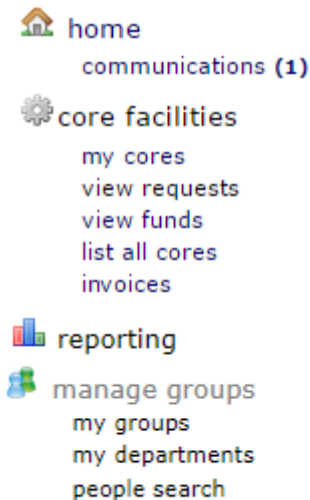 home
communications (1)
core facilities
my cores
view requests
view funds
list all cores
invoices
reporting
manage groups
my groups
my departments
people search